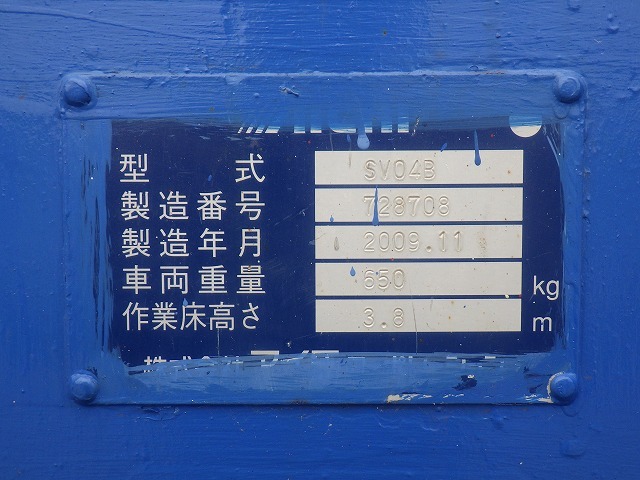 型 式 SV04B
製造番号 728708
製造年月 2009.11
車両重量 650 kg
作業床高さ 3.8 m